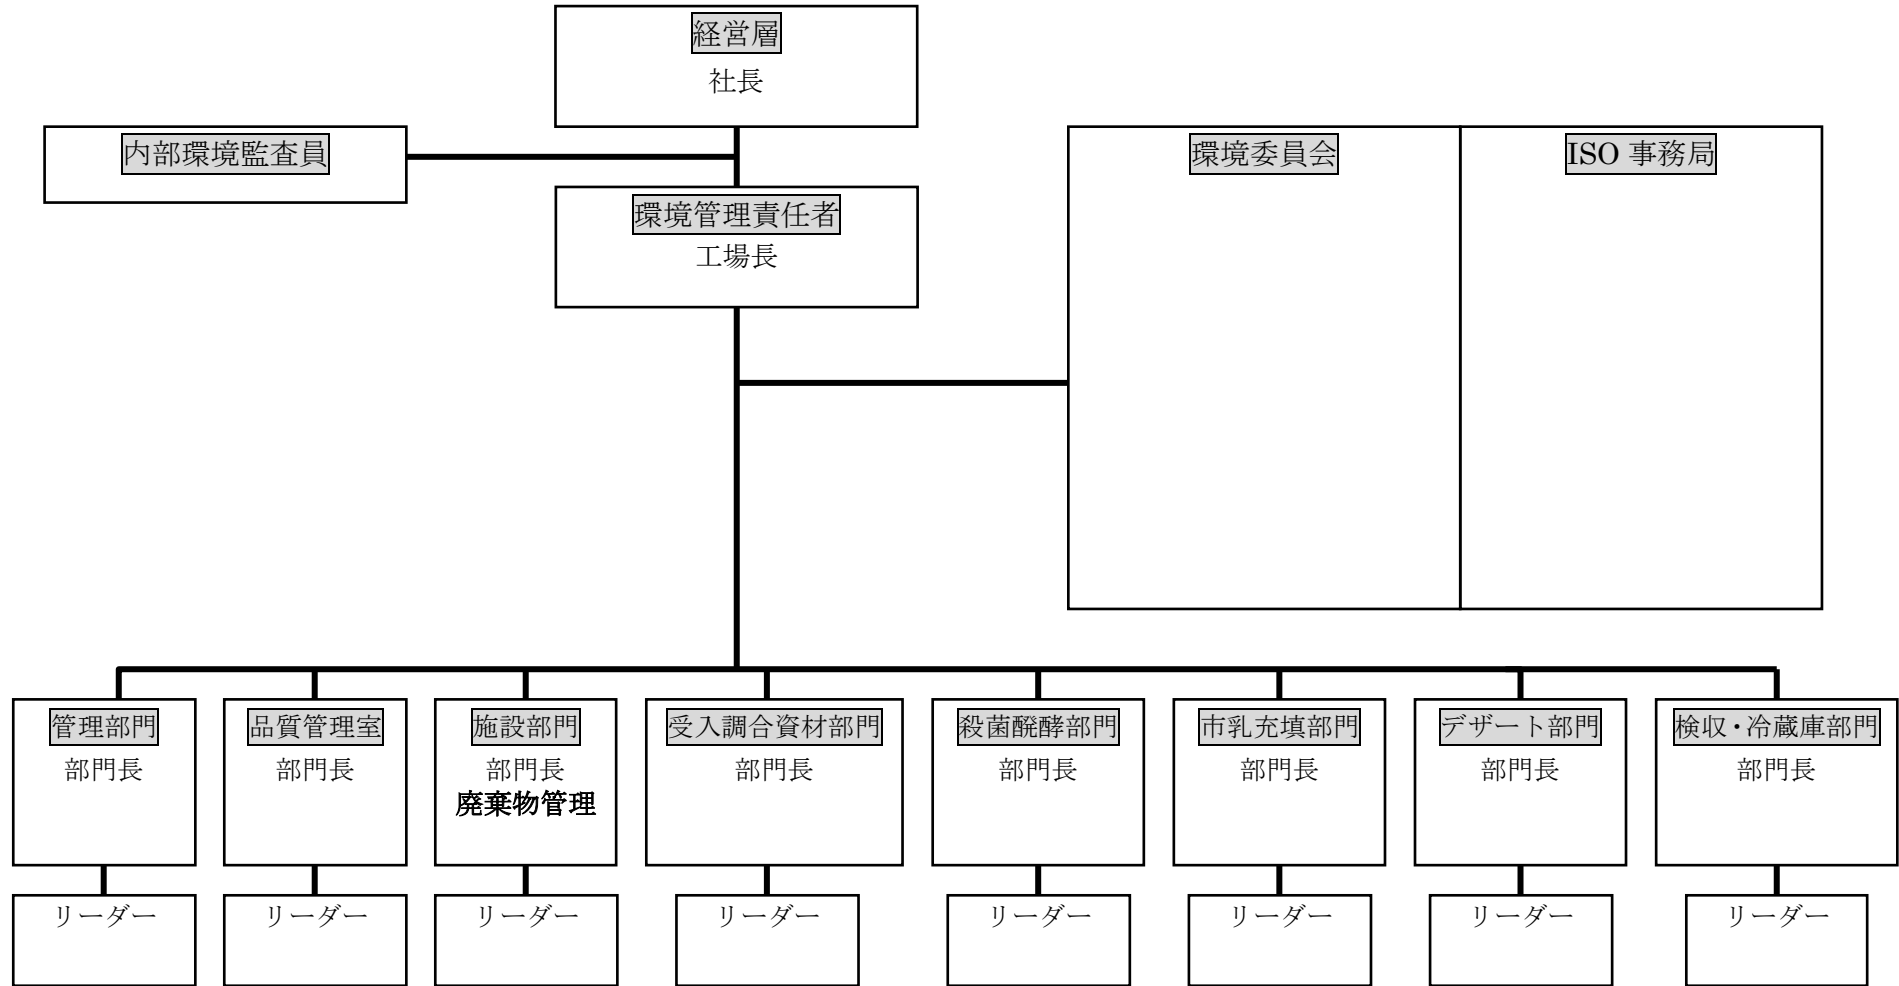 経営層
社長
内部環境監査員
環境委員会
ISO 事務局
環境管理責任者
工場長
管理部門
部門長
品質管理室
部門長
施設部門
部門長
廃棄物管理
受入調合資材部門
部門長
殺菌醗酵部門
部門長
市乳充填部門
部門長
デザート部門
部門長
検収・冷蔵庫部門
部門長
リーダー
リーダー
リーダー
リーダー
リーダー
リーダー
リーダー
リーダー